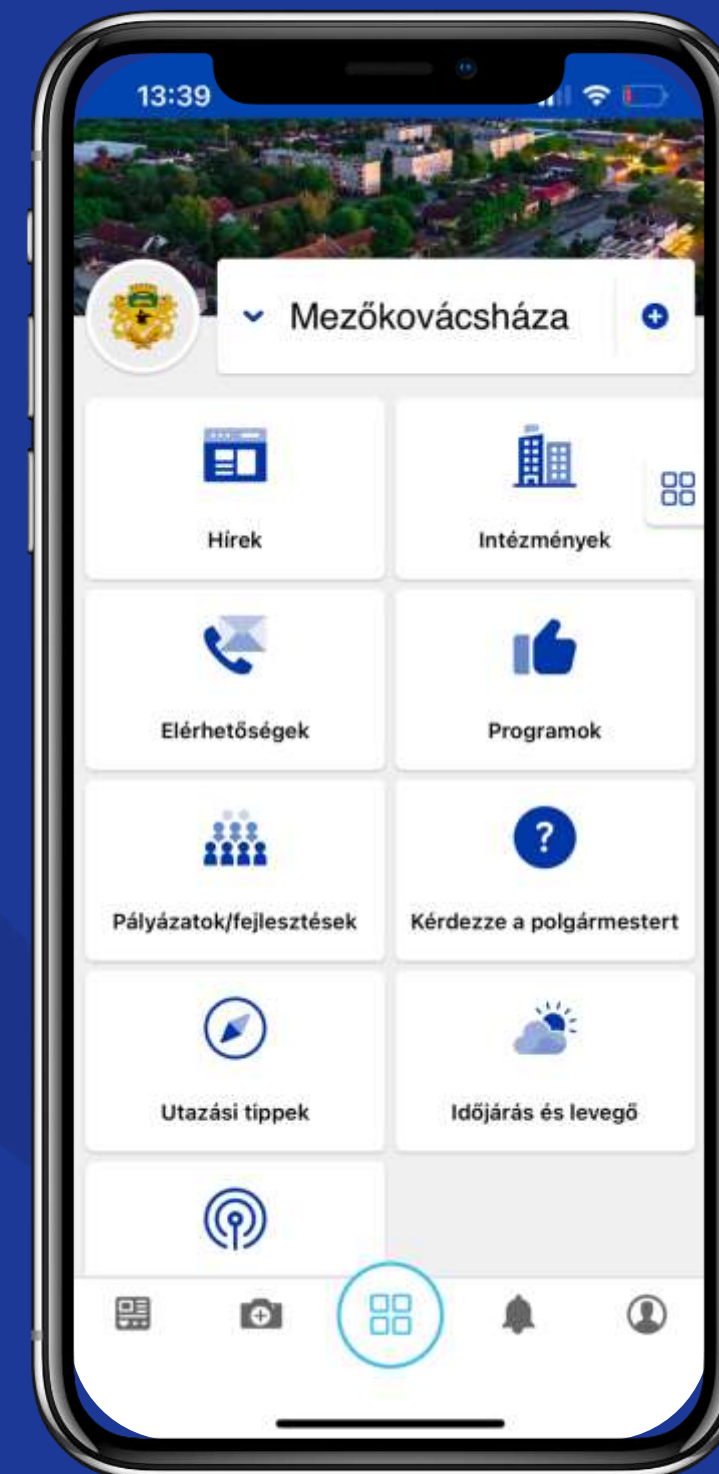 13:39
Mezőkovácsháza
Hírek
Intézmények
Elérhetőségek
Programok
Pályázatok/fejlesztések
Kérdezze a polgármestert
Utazási tippek
Időjárás és levegő